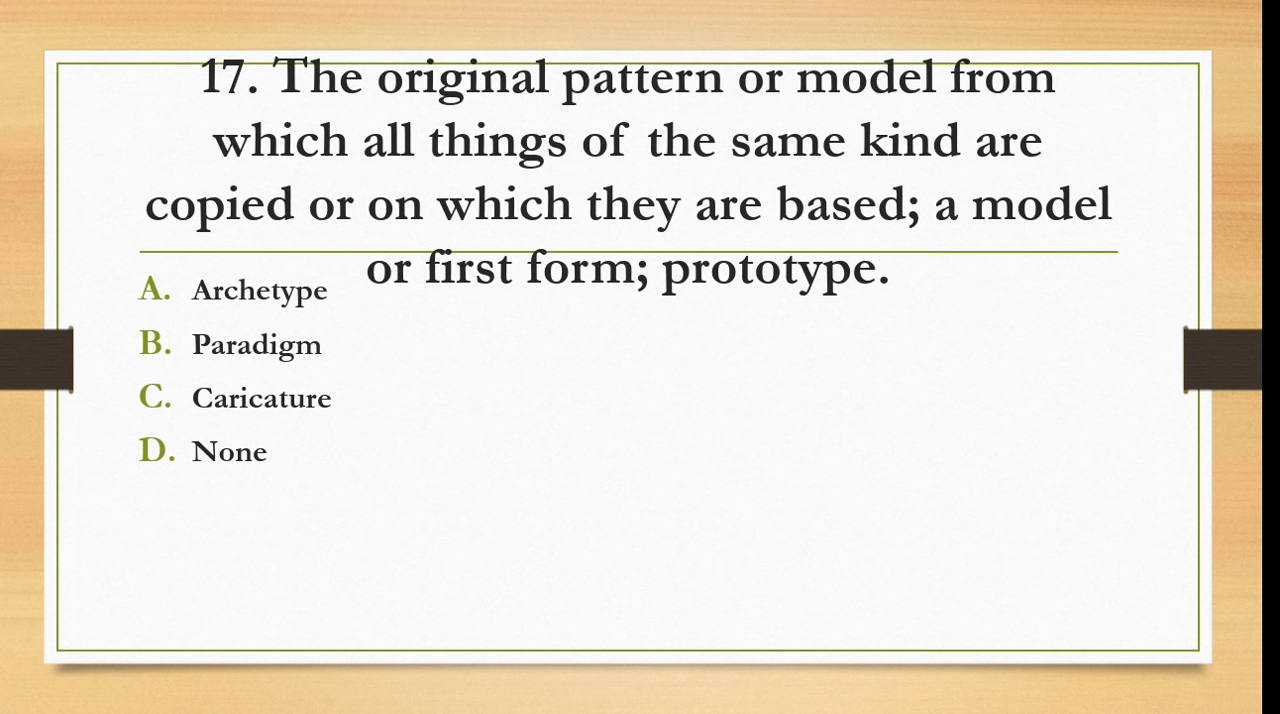 17. The original pattern or model from
which all things of the same kind are
copied or on which they are based; a model
or first form; prototype.
A. Archetype
B. Paradigm
C. Caricature
D. None